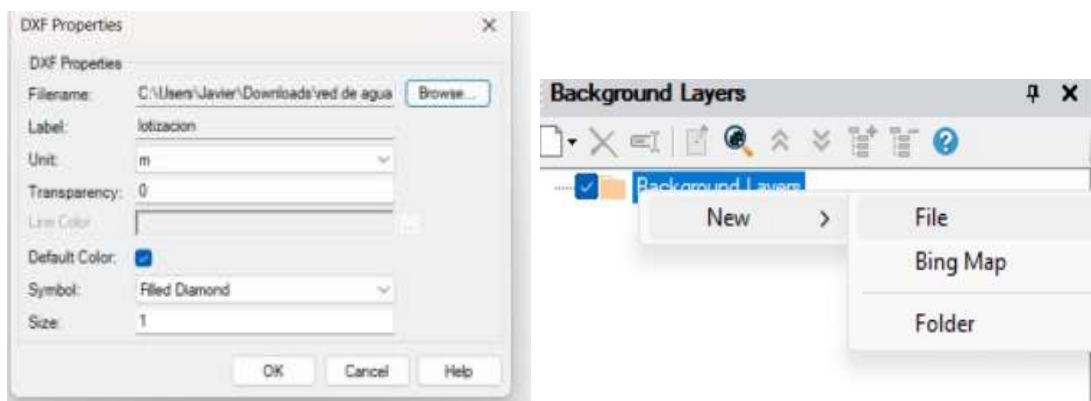 DXF Properties
DXF Properties
Filename: C:\Users\Javier\Downloads\red de agua Browse...
Label: lotizacion
Unit: m
Transparency: 0
Line Color
Default Color:
Symbol: Filled Diamond
Size: 1
OK Cancel Help
Background Layers
Background Layers
New > File
Bing Map
Folder